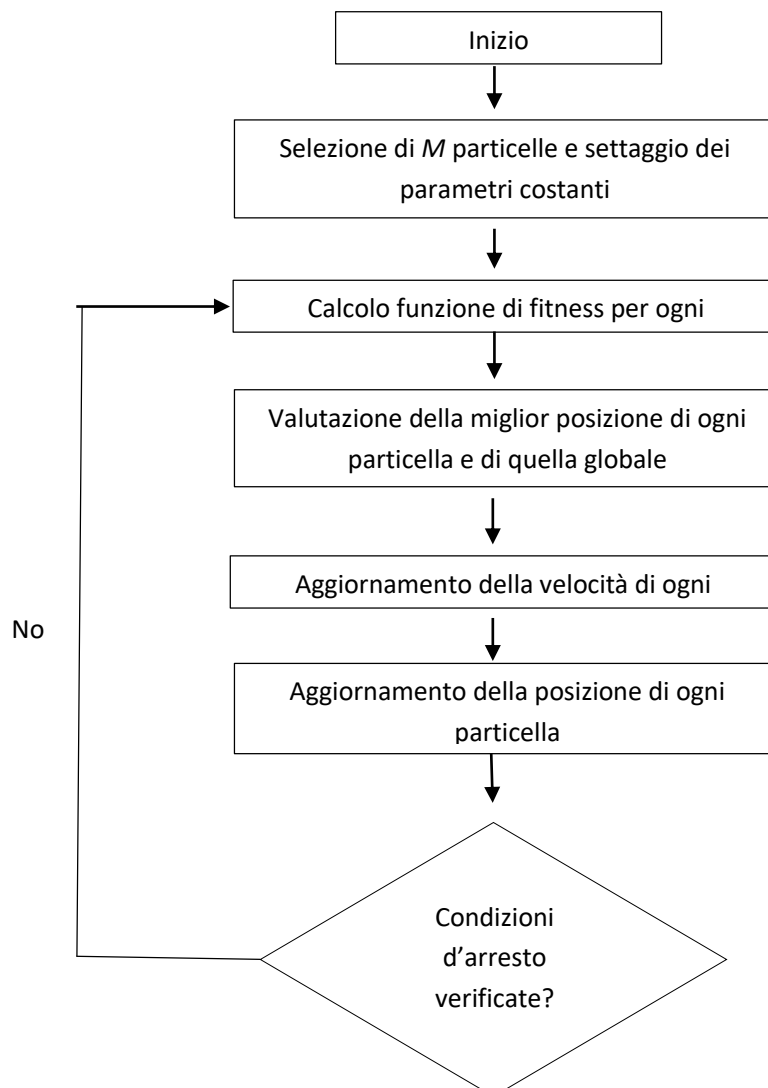 Inizio
Selezione di M particelle e settaggio dei
parametri costanti
Calcolo funzione di fitness per ogni
Valutazione della miglior posizione di ogni
particella e di quella globale
Aggiornamento della velocità di ogni
No
Aggiornamento della posizione di ogni
particella
Condizioni
d’arresto
verificate?